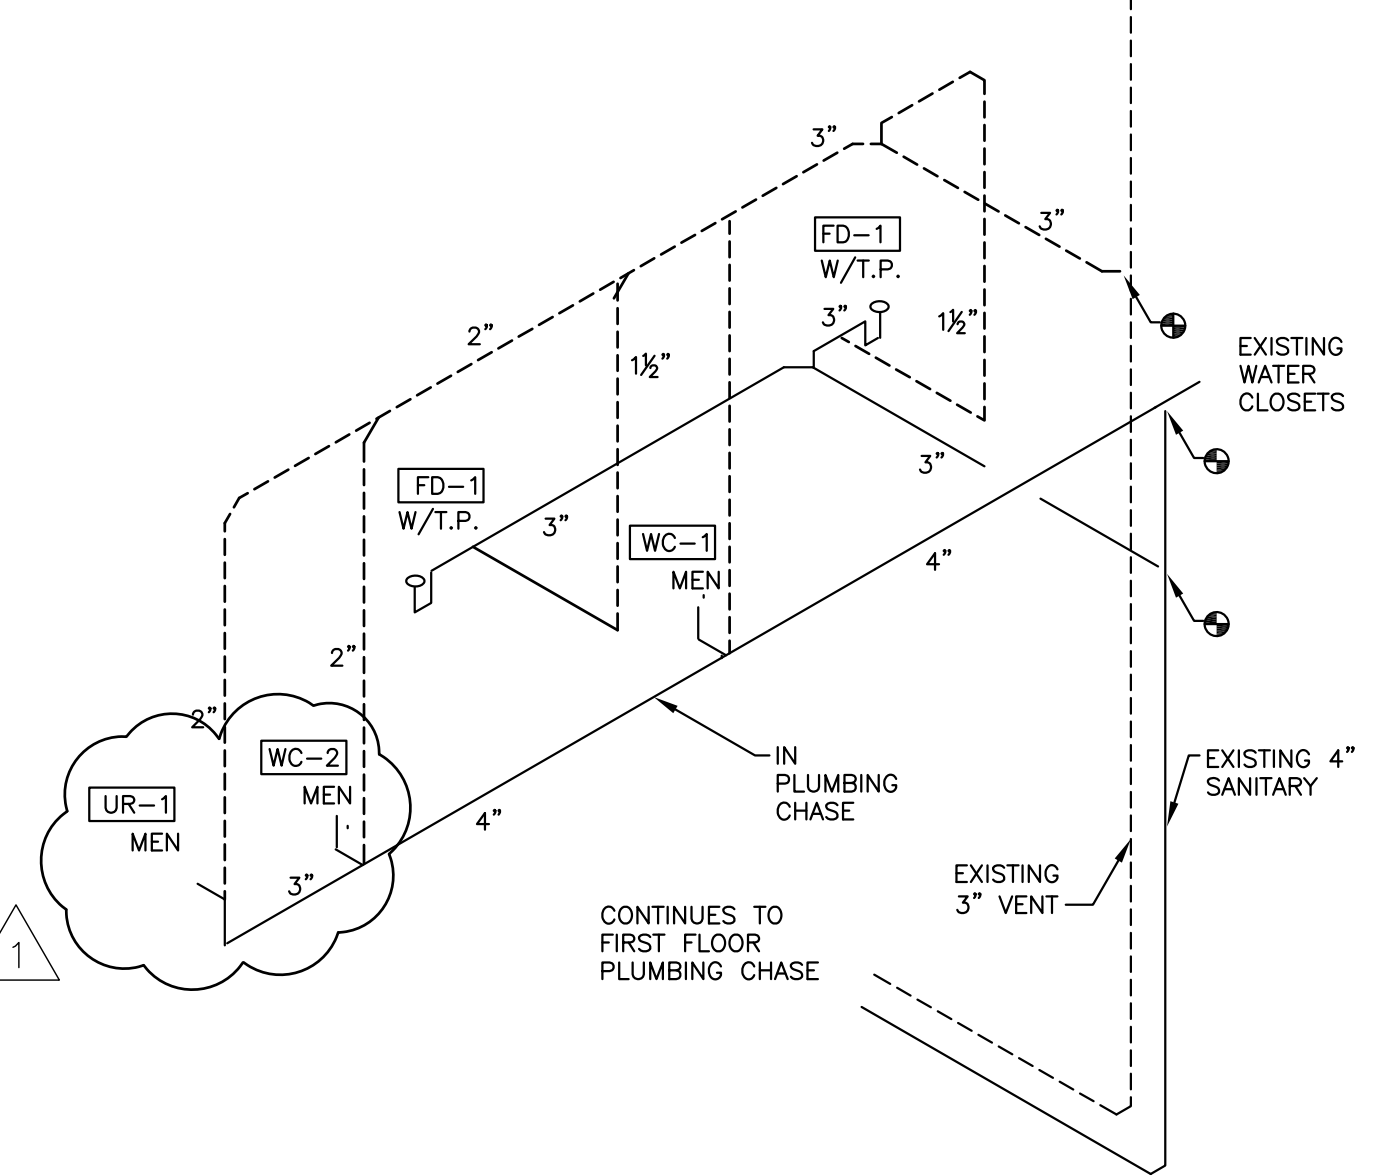 3"
3"
FD-1
W/T.P.
3"
1½"
2"
1½"
EXISTING
WATER
CLOSETS
3"
FD-1
W/T.P.
3"
WC-1
MEN
4"
2"
2"
WC-2
MEN
UR-1
MEN
IN
PLUMBING
CHASE
EXISTING 4"
SANITARY
4"
3"
EXISTING
3" VENT
CONTINUES TO
FIRST FLOOR
PLUMBING CHASE
1